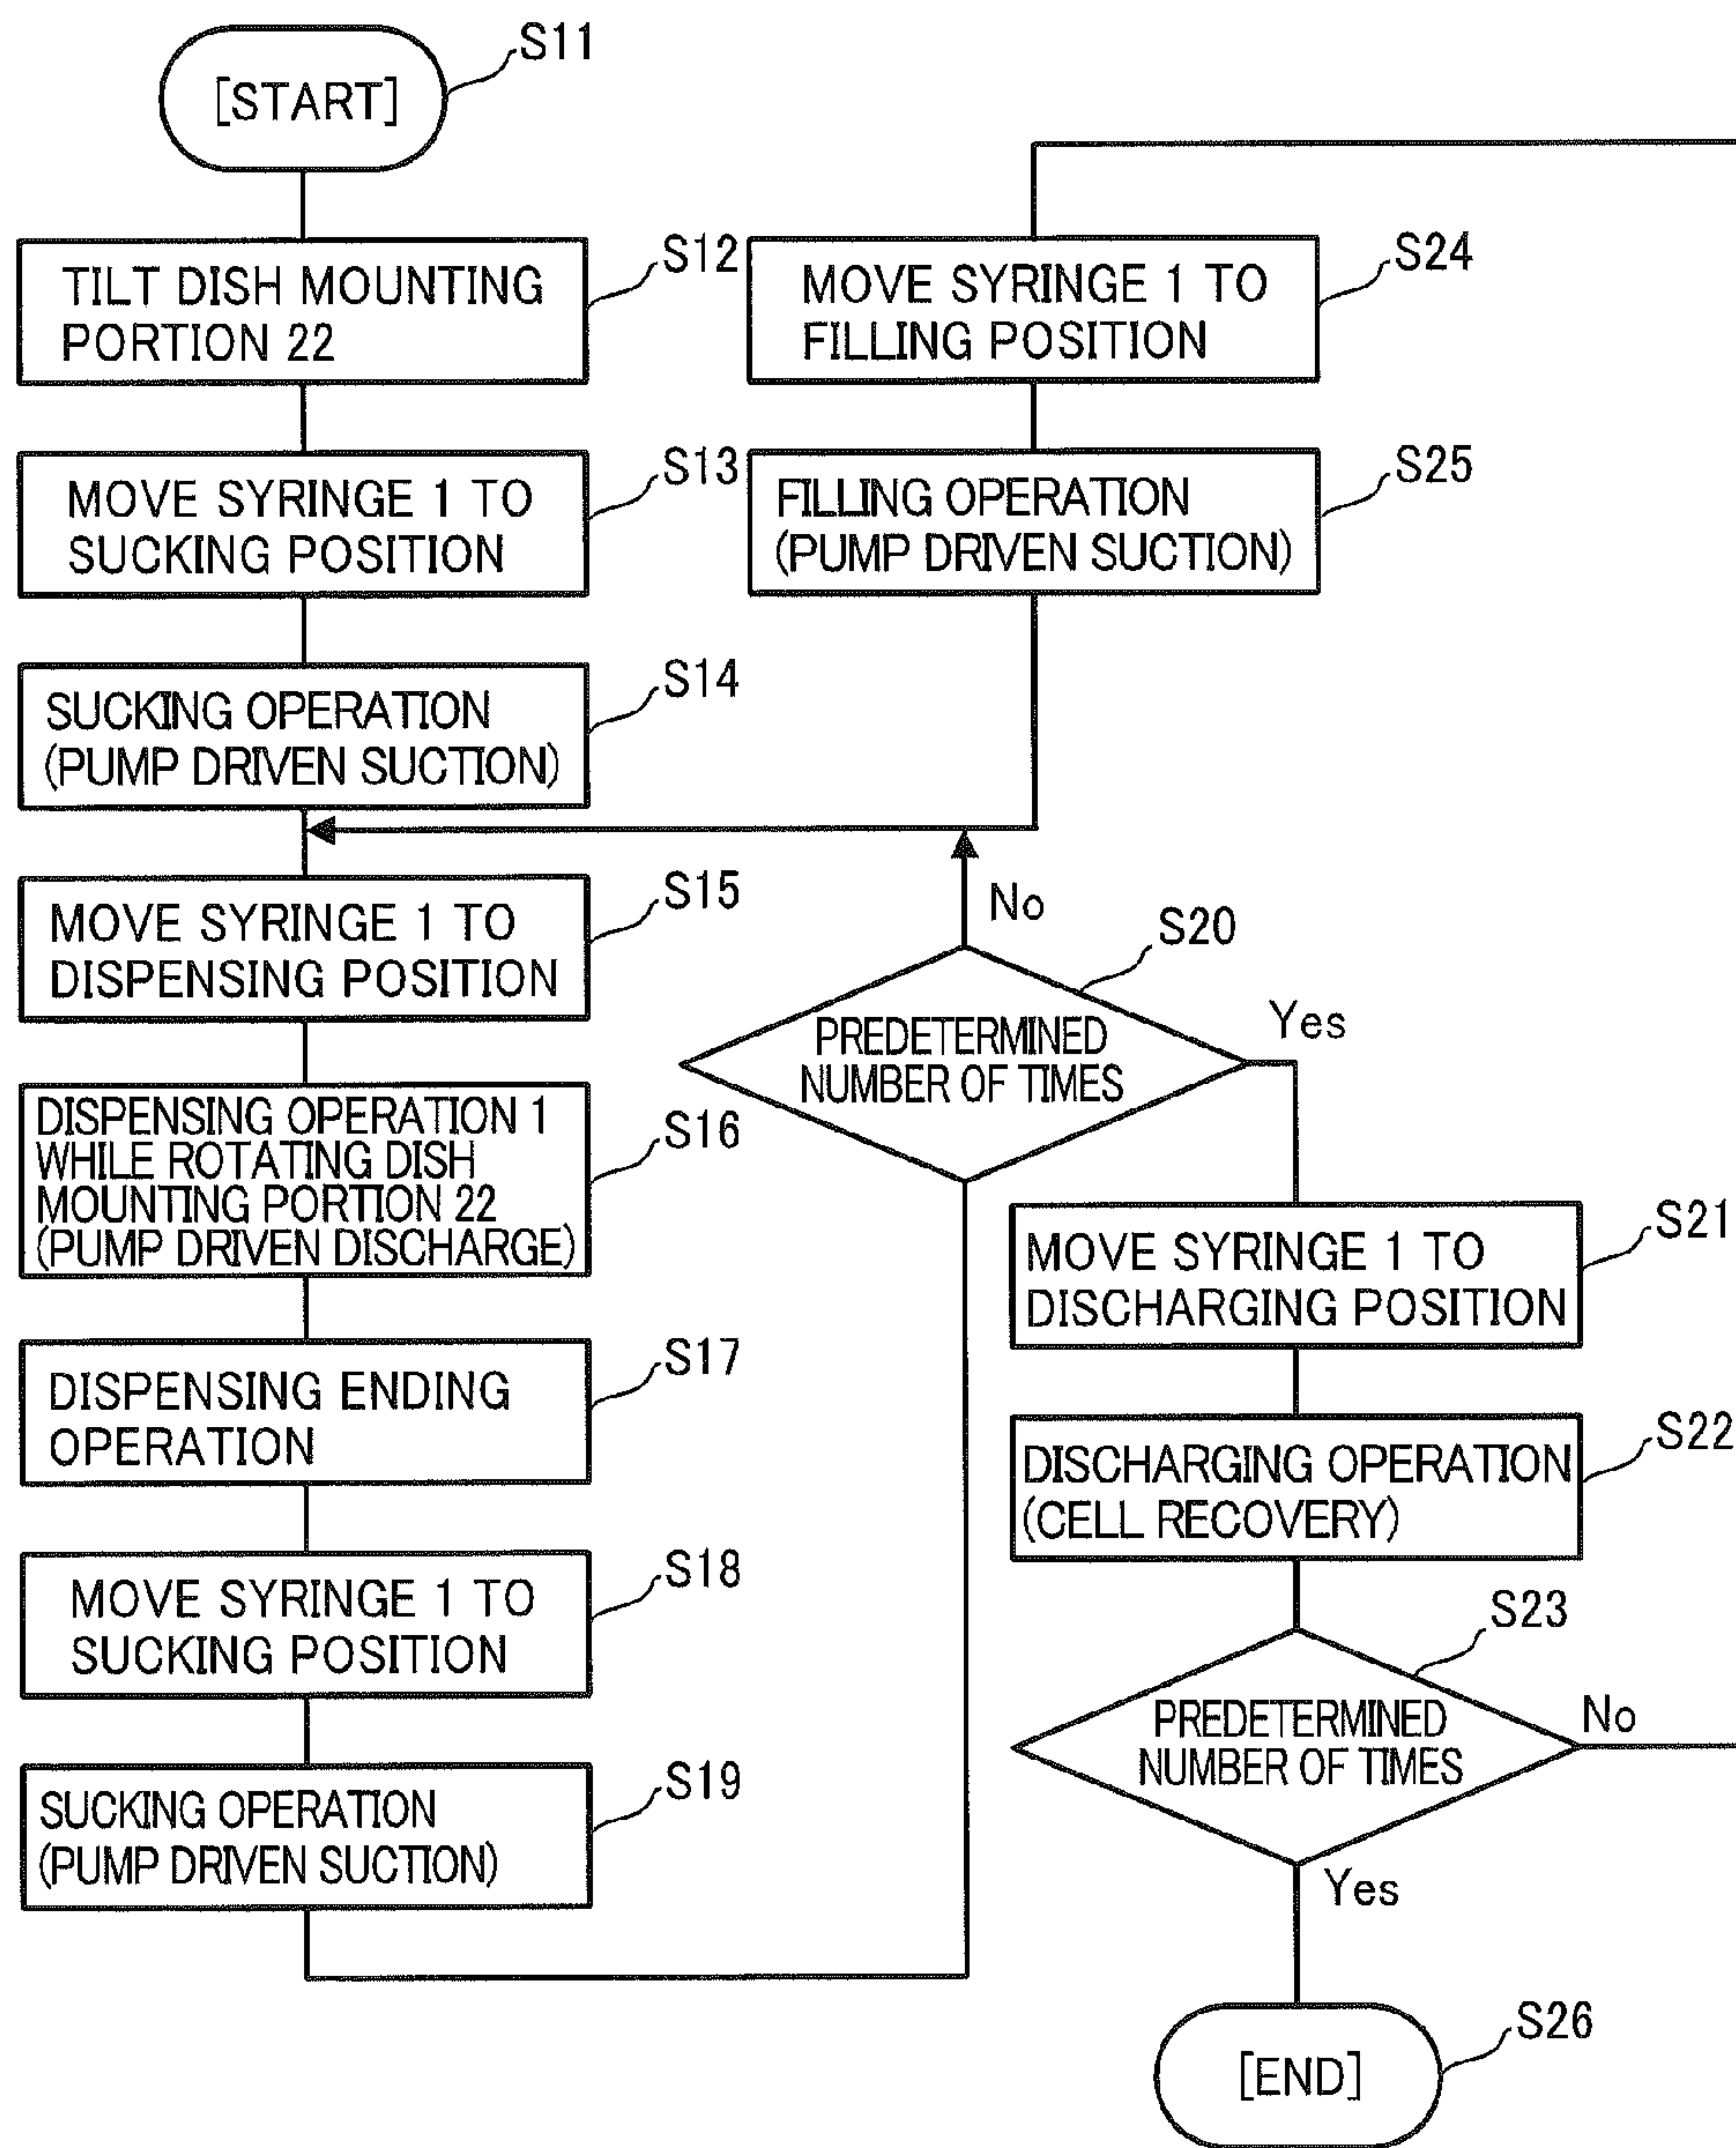 [START]
S11
TILT DISH MOUNTING
PORTION 22
S12
MOVE SYRINGE 1 TO
SUCKING POSITION
S13
SUCKING OPERATION
(PUMP DRIVEN SUCTION)
S14
MOVE SYRINGE 1 TO
DISPENSING POSITION
S15
DISPENSING OPERATION 1
WHILE ROTATING DISH
MOUNTING PORTION 22
(PUMP DRIVEN DISCHARGE)
S16
DISPENSING ENDING
OPERATION
S17
MOVE SYRINGE 1 TO
SUCKING POSITION
S18
SUCKING OPERATION
(PUMP DRIVEN SUCTION)
S19
MOVE SYRINGE 1 TO
FILLING POSITION
S24
FILLING OPERATION
(PUMP DRIVEN SUCTION)
S25
No
S20
PREDETERMINED
NUMBER OF TIMES
Yes
MOVE SYRINGE 1 TO
DISCHARGING POSITION
S21
DISCHARGING OPERATION
(CELL RECOVERY)
S22
S23
PREDETERMINED
NUMBER OF TIMES
No
Yes
[END]
S26